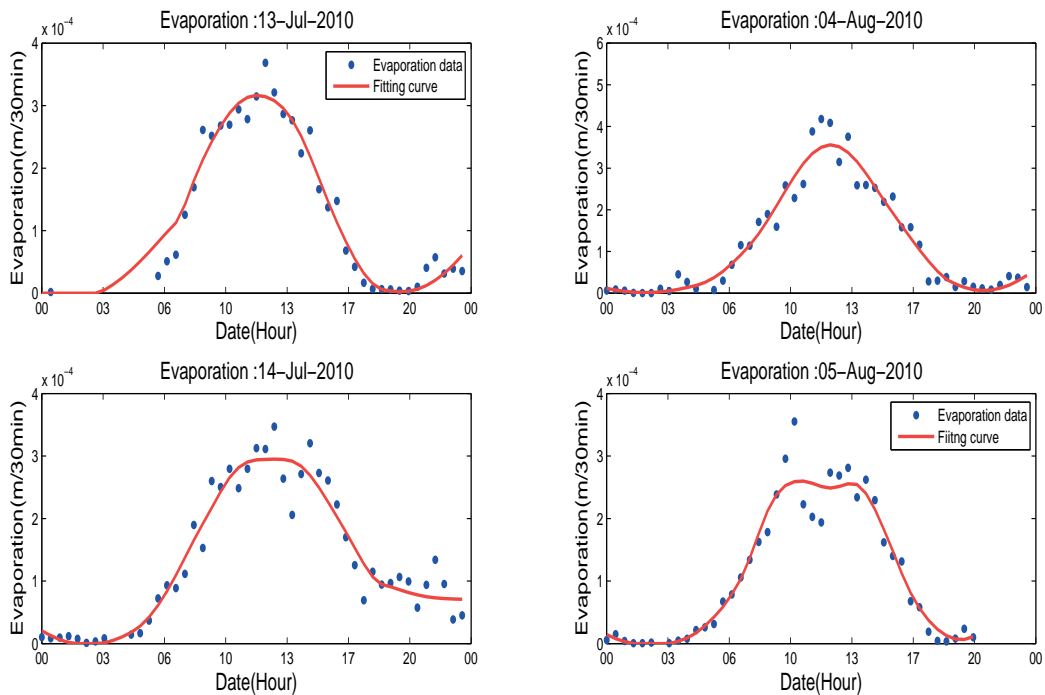 Evaporation :13−Jul−2010
x 10−4
4
3
2
1
0
Evaporation(m/30min)
00 03 06 10 13 17 20 00
Date(Hour)
Evaporation data
Fitting curve
Evaporation :04−Aug−2010
x 10−4
6
5
4
3
2
1
0
Evaporation(m/30min)
00 03 06 10 13 17 20 00
Date(Hour)
Evaporation :14−Jul−2010
x 10−4
4
3
2
1
0
Evaporation(m/30min)
00 03 06 10 13 17 20 00
Date(Hour)
Evaporation :05−Aug−2010
x 10−4
4
3
2
1
0
Evaporation(m/30min)
00 03 06 10 13 17 20 00
Date(Hour)
Evaporation data
Fiitng curve